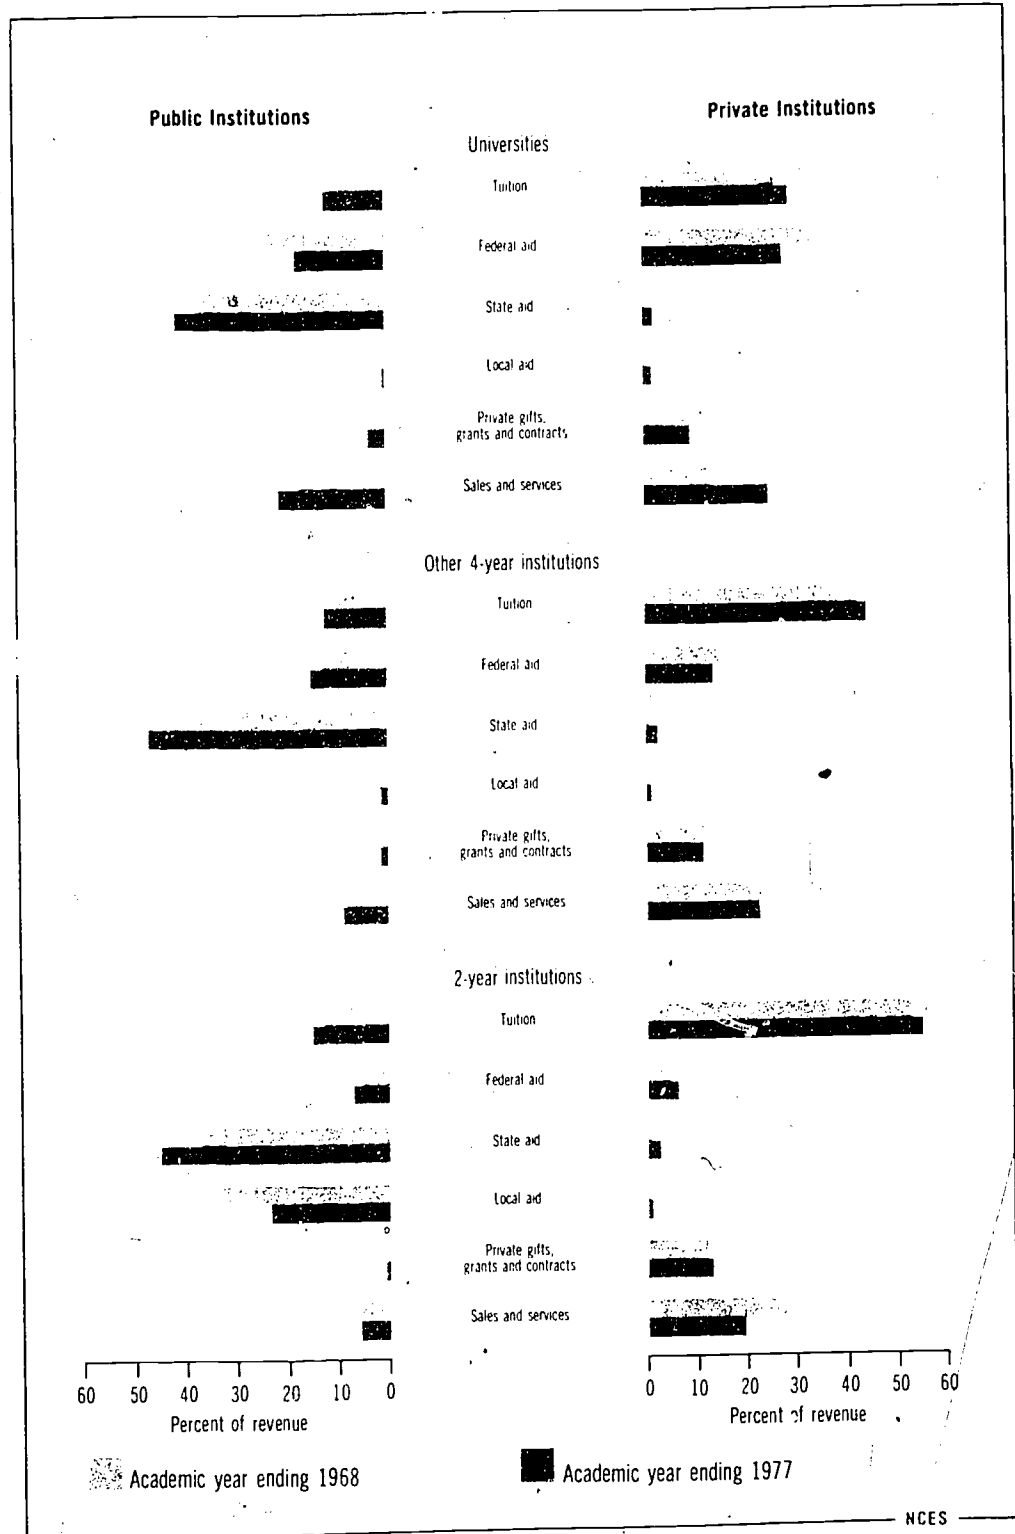 Public Institutions
Private Institutions
Universities
Tuition
Federal aid
State aid
Local aid
Private gifts,
grants and contracts
Sales and services
Other 4-year institutions
Tuition
Federal aid
State aid
Local aid
Private gifts,
grants and contracts
Sales and services
2-year institutions
Tuition
Federal aid
State aid
Local aid
Private gifts,
grants and contracts
Sales and services
60 50 40 30 20 10 0
0 10 20 30 40 50 60
Percent of revenue
Percent of revenue
Academic year ending 1968
Academic year ending 1977
NCES